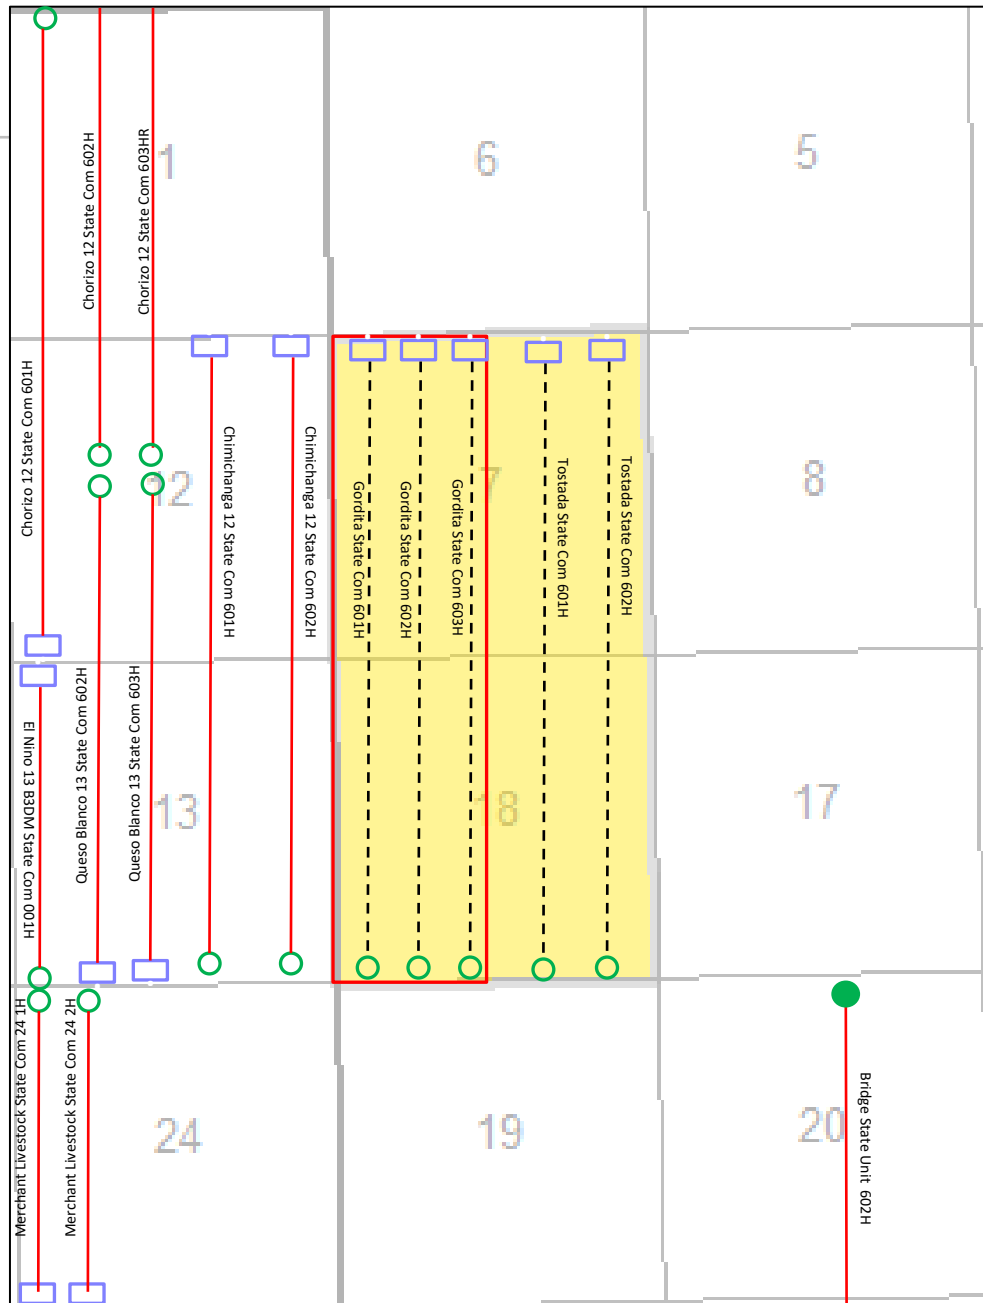 1
6
5
Chorizo 12 State Com 602H
Chorizo 12 State Com 603HR
Chorizo 12 State Com 601H
12
7
8
Chimichanga 12 State Com 601H
Chimichanga 12 State Com 602H
Gordita State Com 601H
Gordita State Com 602H
Gordita State Com 603H
Tostada State Com 601H
Tostada State Com 602H
El Nino 13 B3DM State Com 001H
Queso Blanco 13 State Com 602H
Queso Blanco 13 State Com 603H
13
18
17
Merchant Livestock State Com 24 1H
Merchant Livestock State Com 24 2H
24
19
20
Bridge State Unit 602H